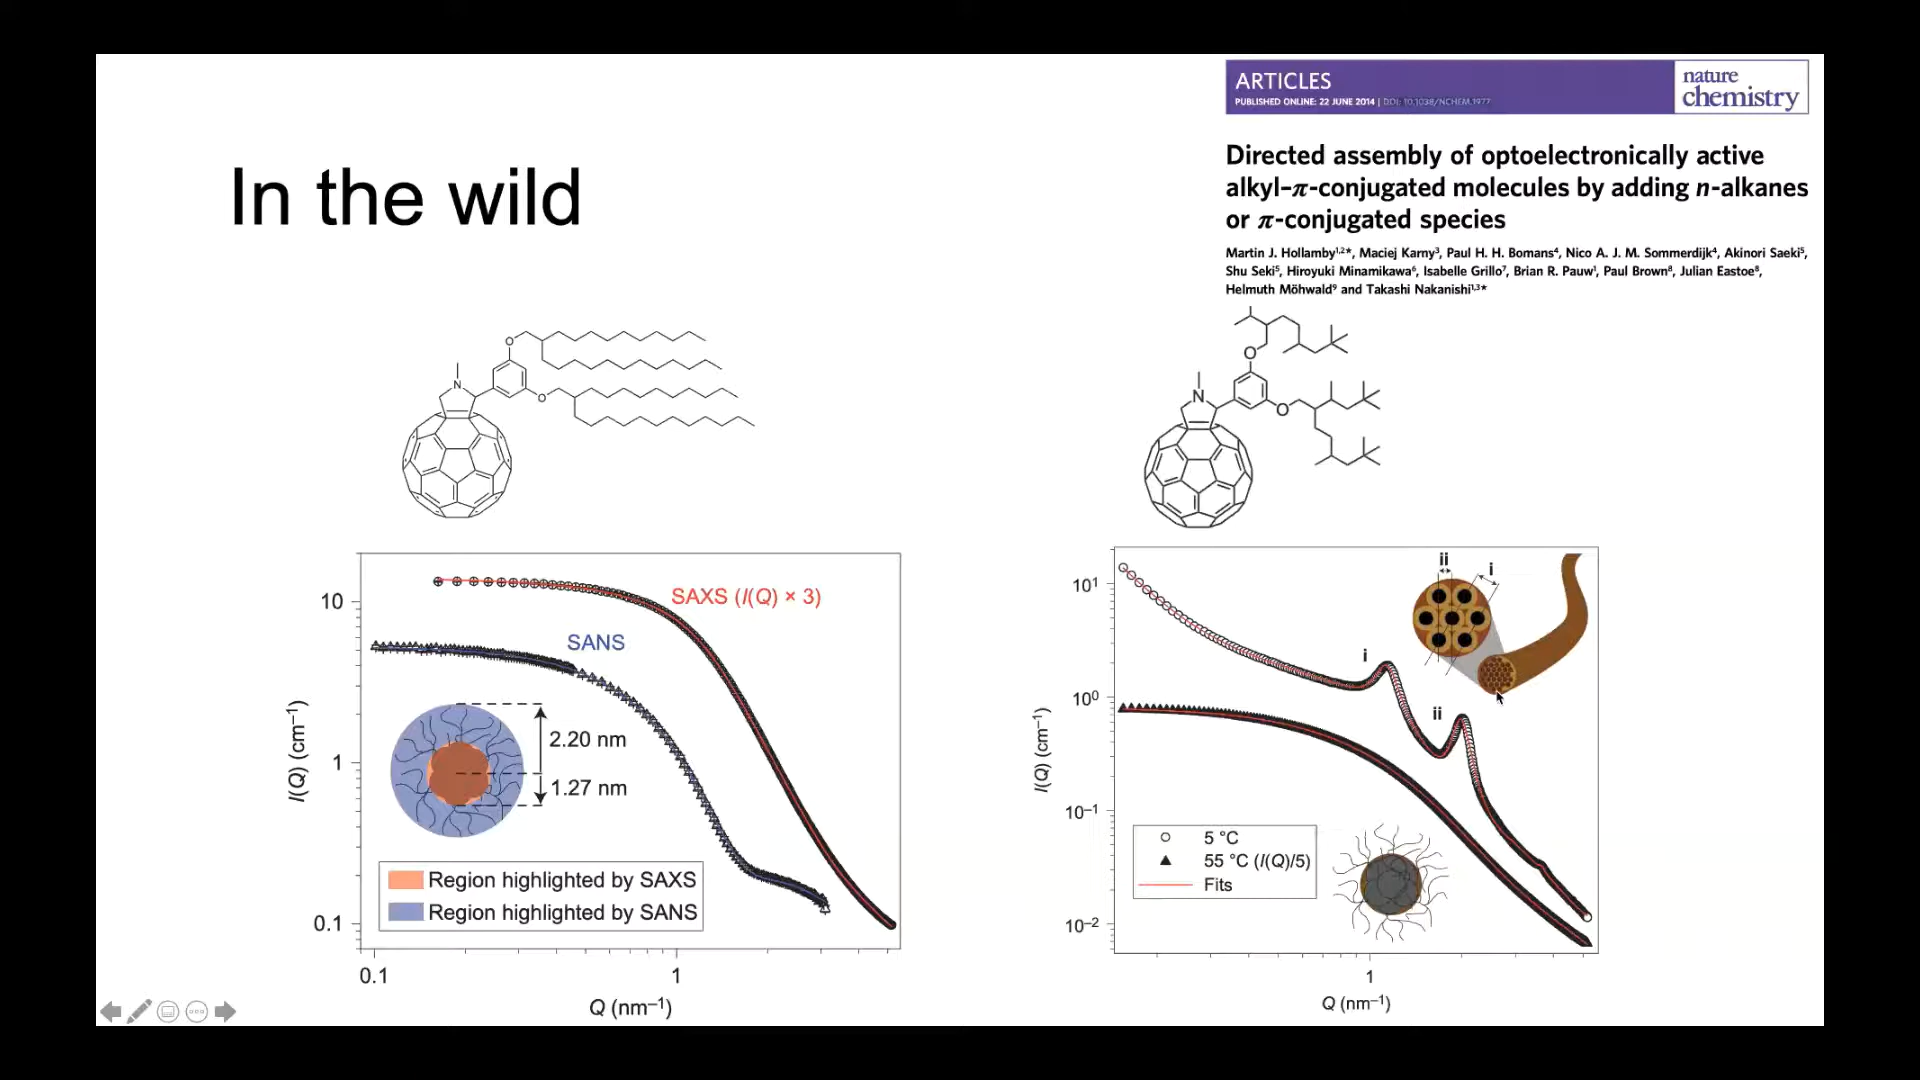 ARTICLES
PUBLISHED ONLINE: 22 JUNE 2014 | DOI: 10.1038/NCHEM.1977
nature
chemistry
Directed assembly of optoelectronically active
alkyl–π-conjugated molecules by adding n-alkanes
or π-conjugated species
Martin J. Hollamby¹,²*, Maciej Karny³, Paul H. H. Bomans⁴, Nico A. J. M. Sommerdijk⁴, Akinori Saeki⁵,
Shu Seki⁵, Hiroyuki Minamikawa⁶, Isabelle Grillo⁷, Brian R. Pauw¹, Paul Brown⁸, Julian Eastoe⁸,
Helmuth Möhwald⁹ and Takashi Nakanishi¹,³*
In the wild
O
O
N
O
O
N
SAXS (I(Q) × 3)
SANS
2.20 nm
1.27 nm
Region highlighted by SAXS
Region highlighted by SANS
I(Q) (cm⁻¹)
10
1
0.1
0.1
1
Q (nm⁻¹)
ii
i
i
ii
5 °C
55 °C (I(Q)/5)
Fits
I(Q) (cm⁻¹)
10¹
10⁰
10⁻¹
10⁻²
1
Q (nm⁻¹)